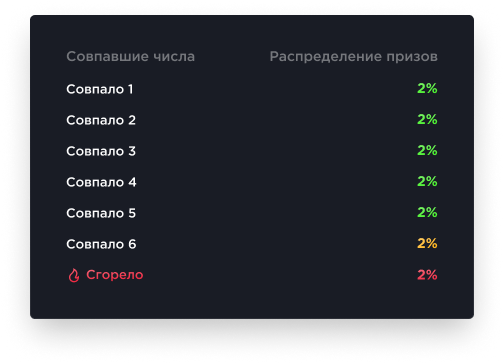 Совпавшие числа Распределение призов
Совпало 1 2%
Совпало 2 2%
Совпало 3 2%
Совпало 4 2%
Совпало 5 2%
Совпало 6 2%
Сгорело 2%